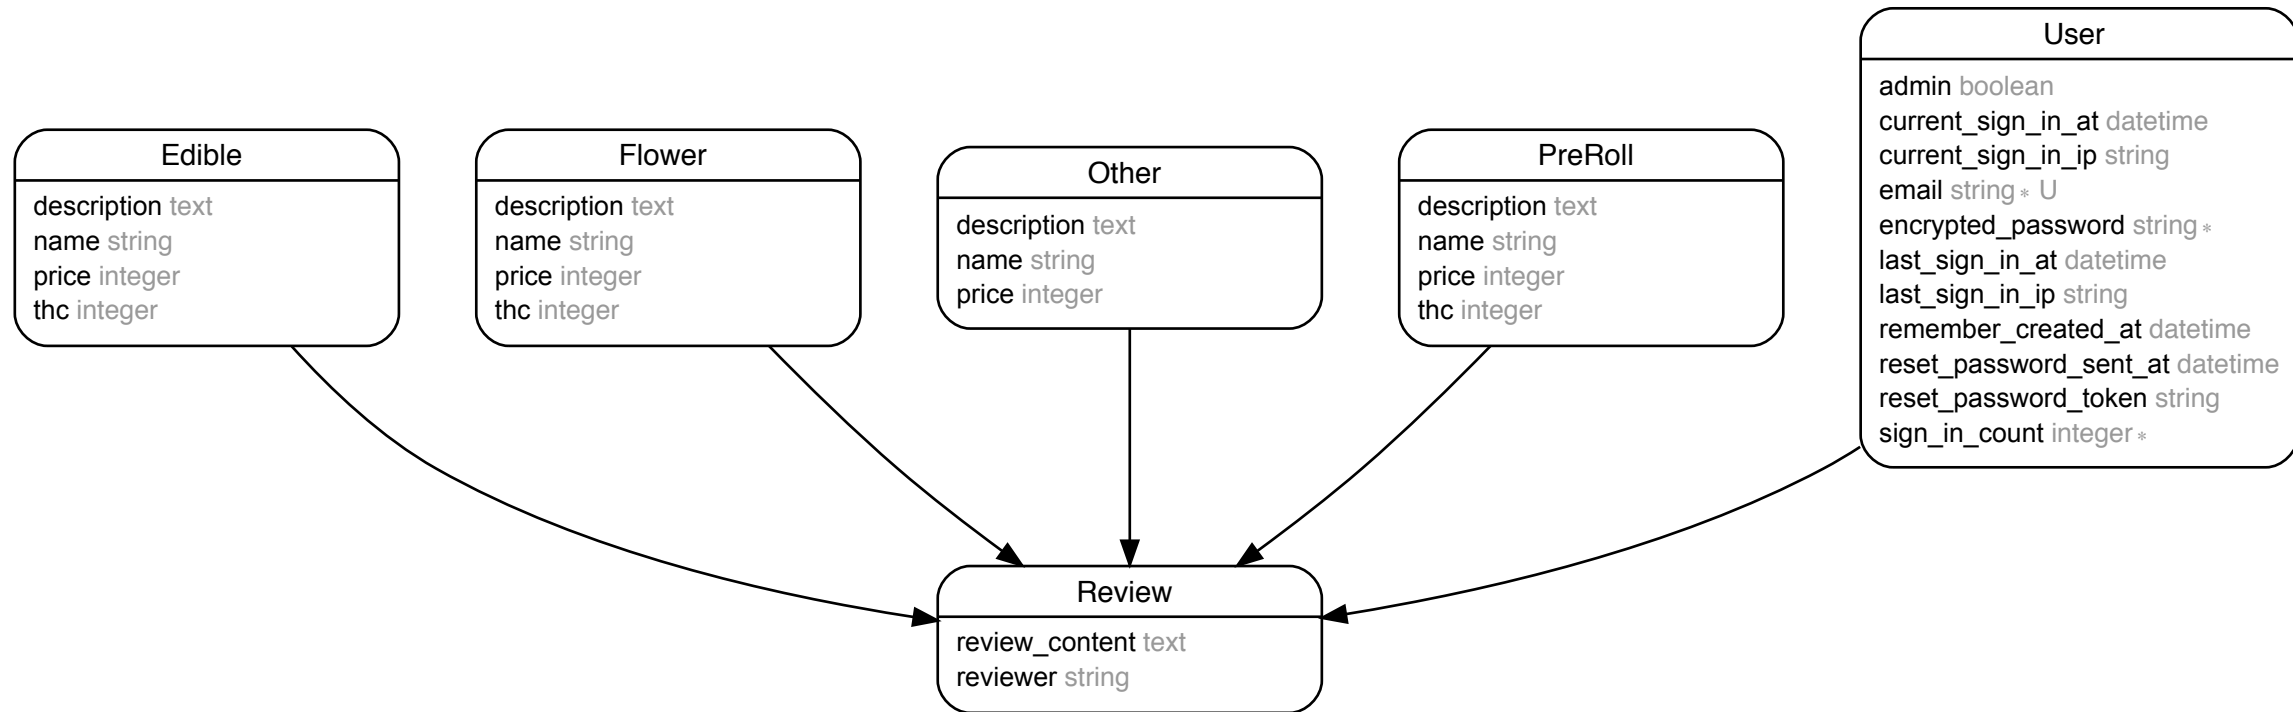 Edible
description text
name string
price integer
thc integer
Flower
description text
name string
price integer
thc integer
Other
description text
name string
price integer
PreRoll
description text
name string
price integer
thc integer
User
admin boolean
current_sign_in_at datetime
current_sign_in_ip string
email string ∗ U
encrypted_password string ∗
last_sign_in_at datetime
last_sign_in_ip string
remember_created_at datetime
reset_password_sent_at datetime
reset_password_token string
sign_in_count integer ∗
Review
review_content text
reviewer string